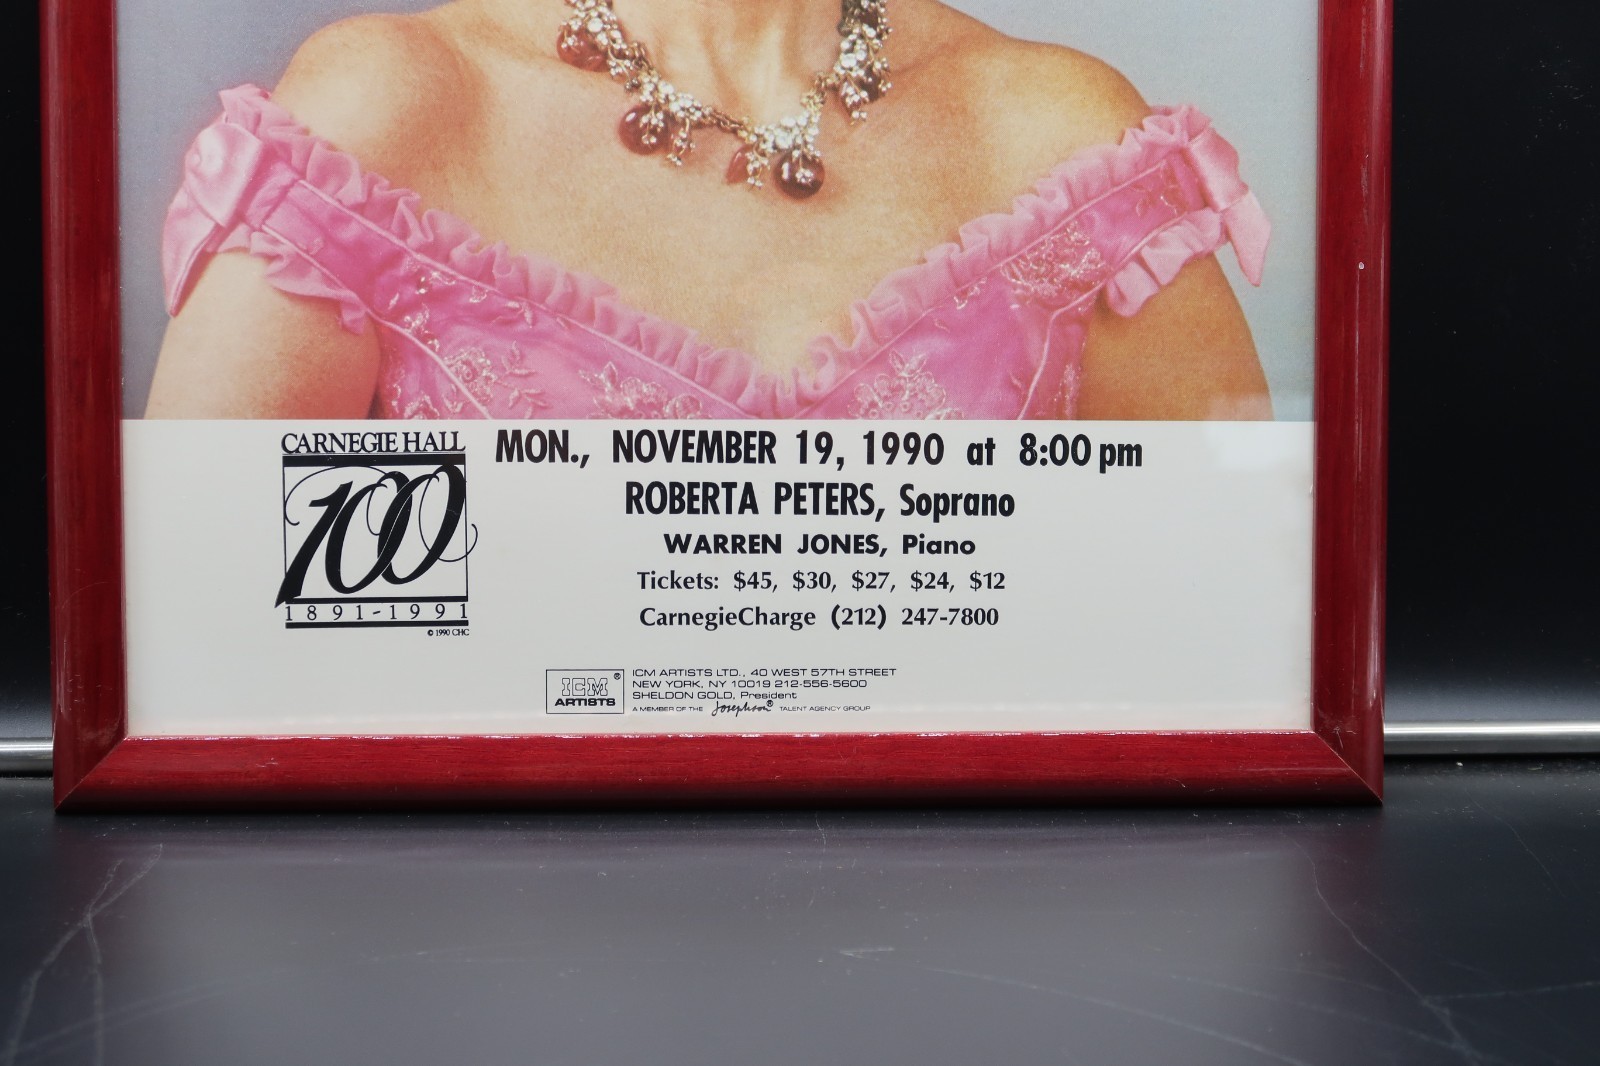 CARNEGIE HALL
100
1891-1991
© 1990 CHC
MON., NOVEMBER 19, 1990 at 8:00 pm
ROBERTA PETERS, Soprano
WARREN JONES, Piano
Tickets: $45, $30, $27, $24, $12
CarnegieCharge (212) 247-7800
ICM ®
ARTISTS
ICM ARTISTS LTD., 40 WEST 57TH STREET
NEW YORK, NY 10019 212-556-5600
SHELDON GOLD, President
A MEMBER OF THE Josephson® TALENT AGENCY GROUP